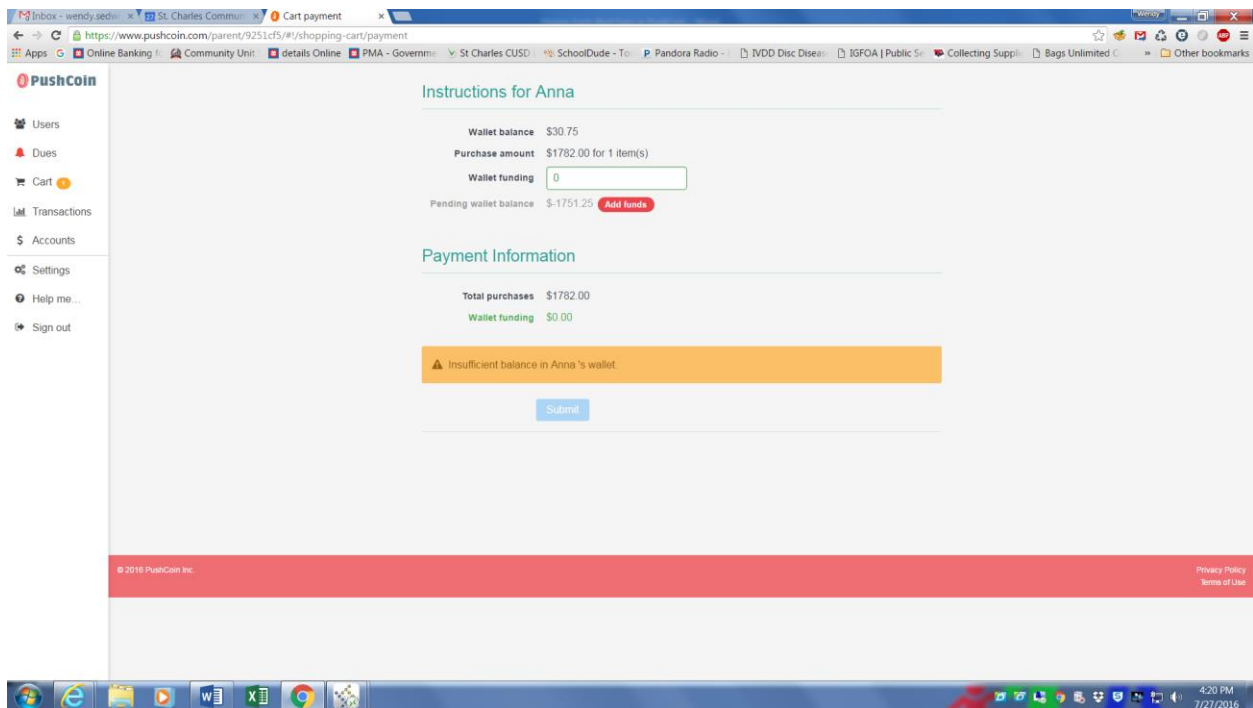 Inbox - wendy.sedw
St. Charles Commun
Cart payment
Wendy
https://www.pushcoin.com/parent/9251cf5/#!/shopping-cart/payment
Apps
G
Online Banking fo
Community Unit
details Online
PMA - Governme
St Charles CUSD
SchoolDude - To
Pandora Radio -
IVDD Disc Diseas
IGFOA | Public Se
Collecting Suppli
Bags Unlimited
» Other bookmarks
PushCoin
Users
Dues
Cart 1
Transactions
$ Accounts
Settings
Help me...
Sign out
Instructions for Anna
Wallet balance $30.75
Purchase amount $1782.00 for 1 item(s)
Wallet funding 0
Pending wallet balance $-1751.25 Add funds
Payment Information
Total purchases $1782.00
Wallet funding $0.00
Insufficient balance in Anna 's wallet.
Submit
© 2016 PushCoin Inc.
Privacy Policy
Terms of Use
4:20 PM
7/27/2016